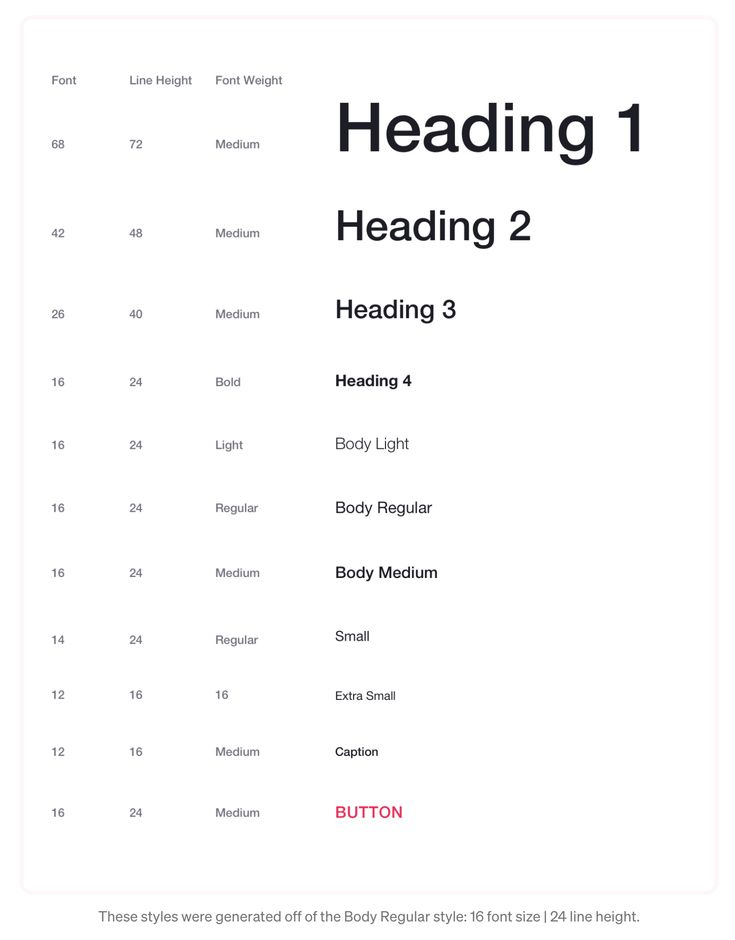 Font Line Height Font Weight
68 72 Medium Heading 1
42 48 Medium Heading 2
26 40 Medium Heading 3
16 24 Bold Heading 4
16 24 Light Body Light
16 24 Regular Body Regular
16 24 Medium Body Medium
14 24 Regular Small
12 16 16 Extra Small
12 16 Medium Caption
16 24 Medium BUTTON
These styles were generated off of the Body Regular style: 16 font size | 24 line height.